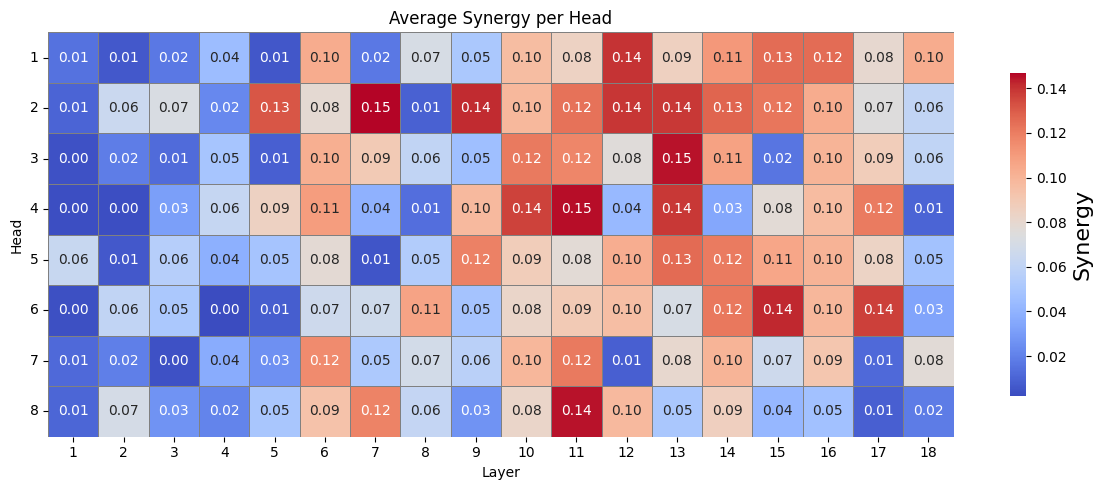 Average Synergy per Head
1 0.01 0.01 0.02 0.04 0.01 0.10 0.02 0.07 0.05 0.10 0.08 0.14 0.09 0.11 0.13 0.12 0.08 0.10
2 0.01 0.06 0.07 0.02 0.13 0.08 0.15 0.01 0.14 0.10 0.12 0.14 0.14 0.13 0.12 0.10 0.07 0.06
3 0.00 0.02 0.01 0.05 0.01 0.10 0.09 0.06 0.05 0.12 0.12 0.08 0.15 0.11 0.02 0.10 0.09 0.06
4 0.00 0.00 0.03 0.06 0.09 0.11 0.04 0.01 0.10 0.14 0.15 0.04 0.14 0.03 0.08 0.10 0.12 0.01
5 0.06 0.01 0.06 0.04 0.05 0.08 0.01 0.05 0.12 0.09 0.08 0.10 0.13 0.12 0.11 0.10 0.08 0.05
6 0.00 0.06 0.05 0.00 0.01 0.07 0.07 0.11 0.05 0.08 0.09 0.10 0.07 0.12 0.14 0.10 0.14 0.03
7 0.01 0.02 0.00 0.04 0.03 0.12 0.05 0.07 0.06 0.10 0.12 0.01 0.08 0.10 0.07 0.09 0.01 0.08
8 0.01 0.07 0.03 0.02 0.05 0.09 0.12 0.06 0.03 0.08 0.14 0.10 0.05 0.09 0.04 0.05 0.01 0.02
1 2 3 4 5 6 7 8 9 10 11 12 13 14 15 16 17 18
Layer
Head
0.14
0.12
0.10
0.08
0.06
0.04
0.02
Synergy